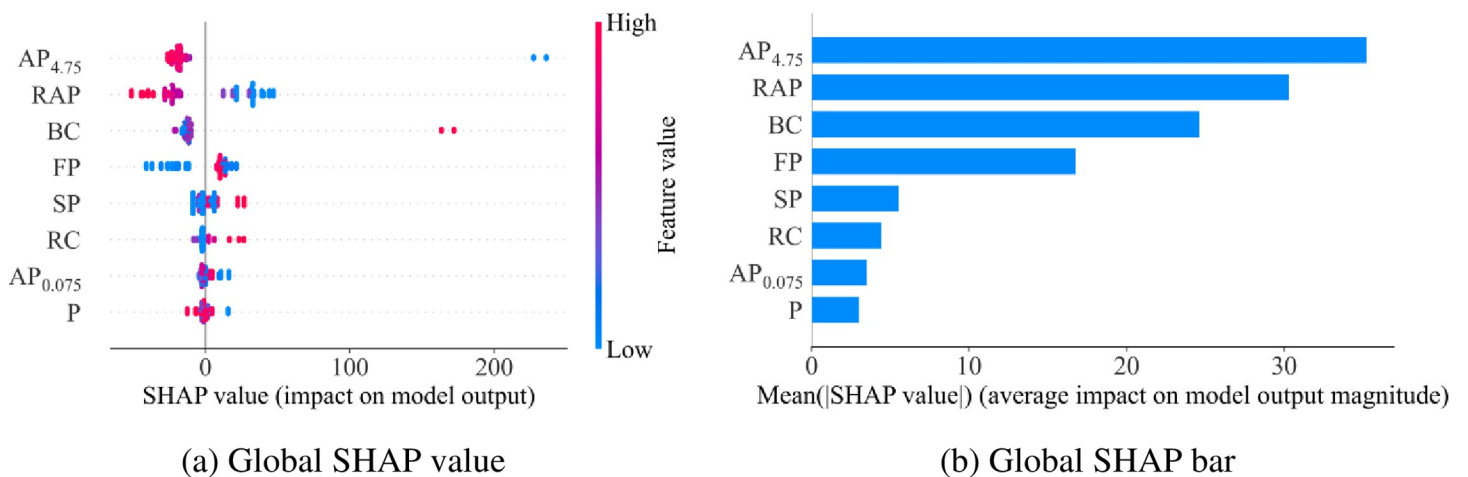 AP4.75
RAP
BC
FP
SP
RC
AP0.075
P
0
100
200
SHAP value (impact on model output)
High
Low
Feature value
(a) Global SHAP value
AP4.75
RAP
BC
FP
SP
RC
AP0.075
P
0
10
20
30
Mean(|SHAP value|) (average impact on model output magnitude)
(b) Global SHAP bar